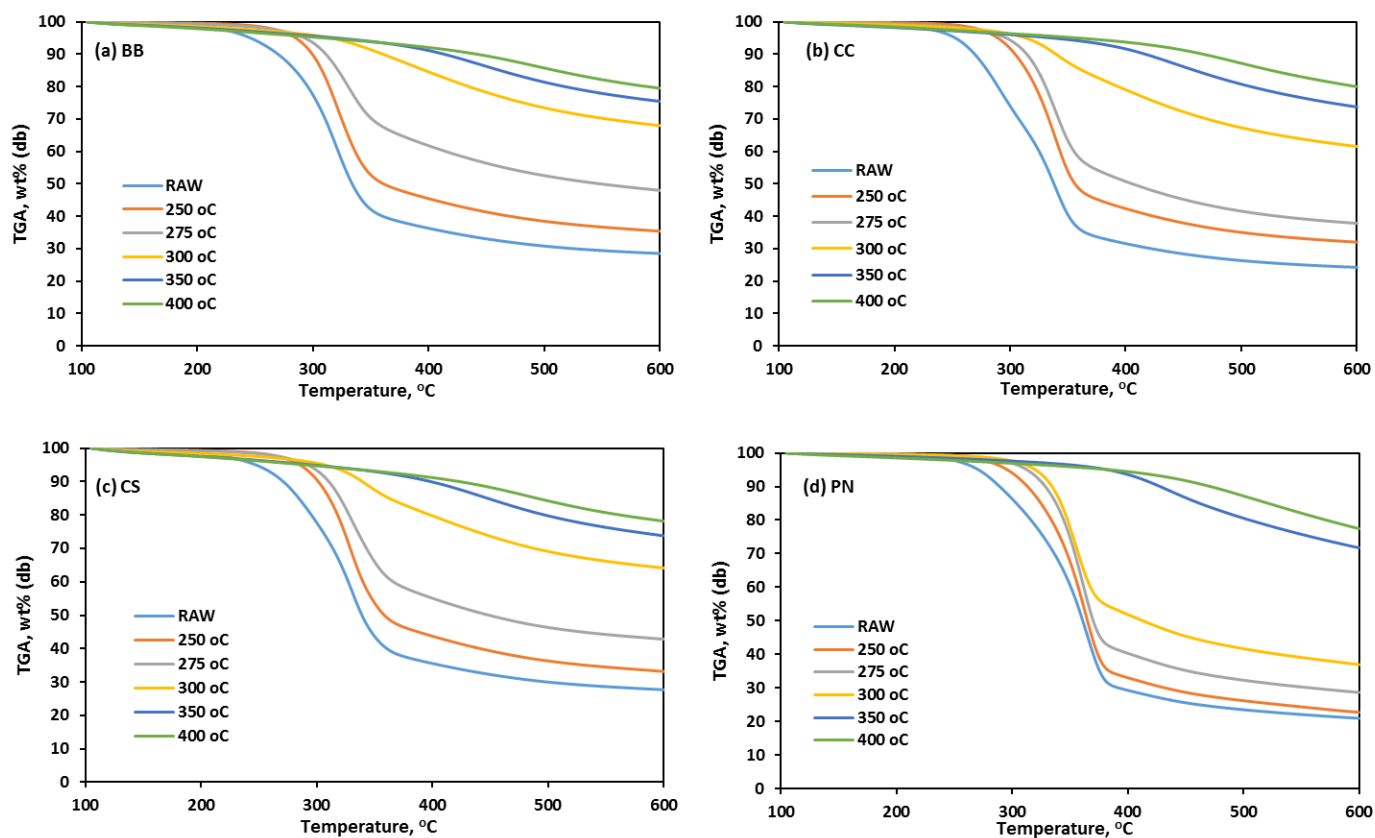 100
90
80
70
60
50
40
30
20
10
0
TGA, wt% (db)
(a) BB
RAW
250 oC
275 oC
300 oC
350 oC
400 oC
100 200 300 400 500 600
Temperature, ᴼC
100
90
80
70
60
50
40
30
20
10
0
TGA, wt% (db)
(b) CC
RAW
250 oC
275 oC
300 oC
350 oC
400 oC
100 200 300 400 500 600
Temperature, ᴼC
100
90
80
70
60
50
40
30
20
10
0
TGA, wt% (db)
(c) CS
RAW
250 oC
275 oC
300 oC
350 oC
400 oC
100 200 300 400 500 600
Temperature, ᴼC
100
90
80
70
60
50
40
30
20
10
0
TGA, wt% (db)
(d) PN
RAW
250 oC
275 oC
300 oC
350 oC
400 oC
100 200 300 400 500 600
Temperature, ᴼC